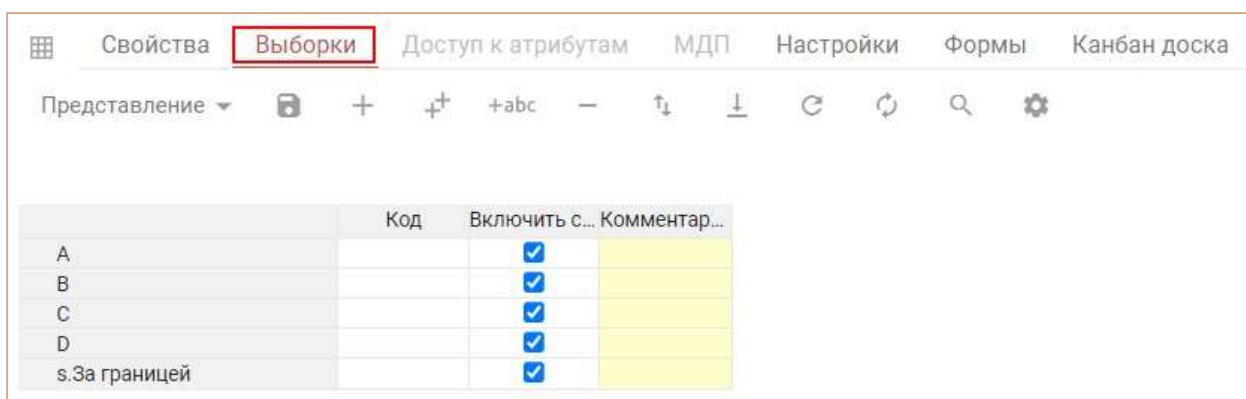 Свойства Выборки Доступ к атрибутам МДП Настройки Формы Канбан доска
Представление +abc
Код Включить с... Комментар...
A
B
C
D
s.За границей